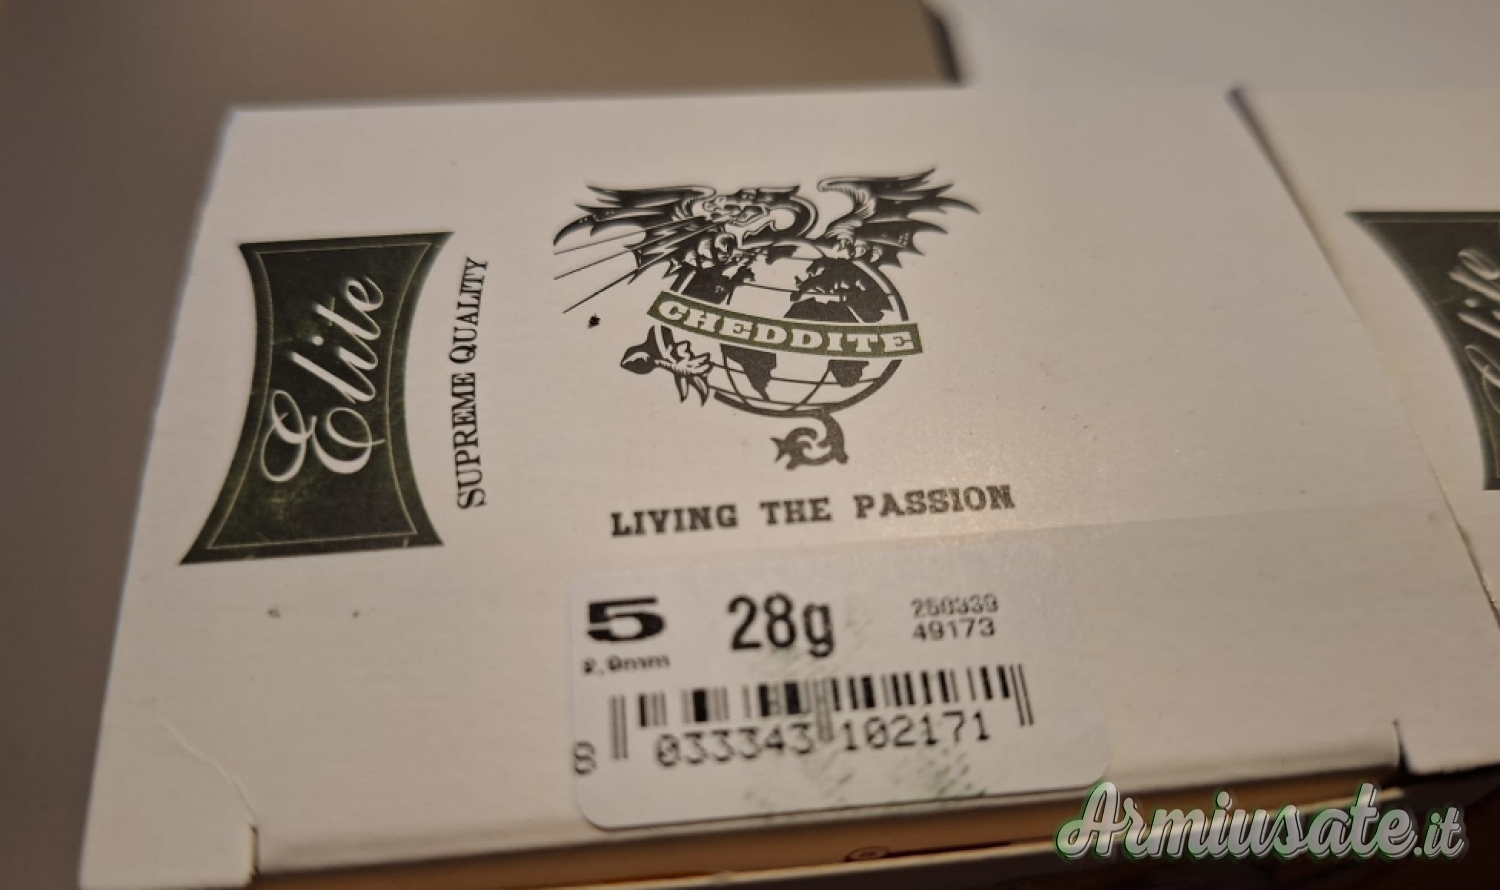 Elite
SUPREME QUALITY
CHEDDITE
LIVING THE PASSION
5 28g
49173
2,9mm
8 033343 102171
Elite
Armiusate.it